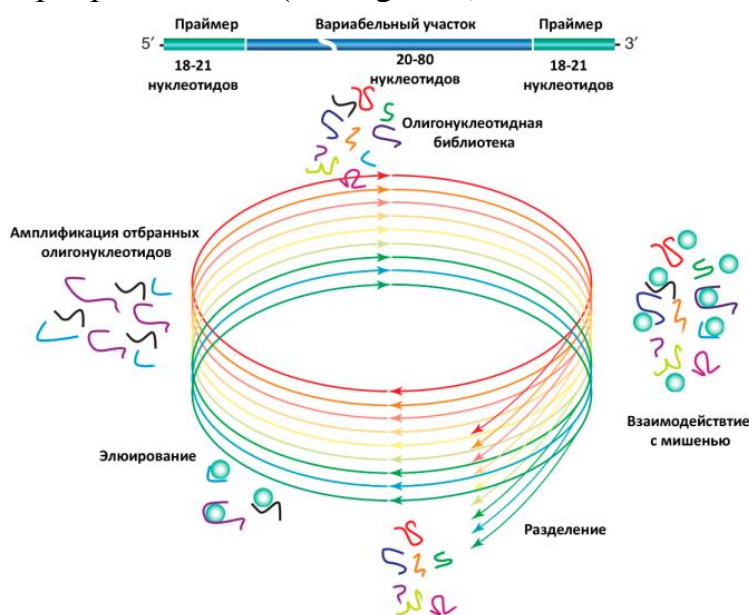 Праймер Вариабельный участок Праймер
5′ 3′
18-21 20-80 18-21
нуклеотидов нуклеотидов нуклеотидов
Олигонуклеотидная
библиотека
Амплификация отбранных
олигонуклеотидов
Взаимодействтие
с мишенью
Элюирование
Разделение